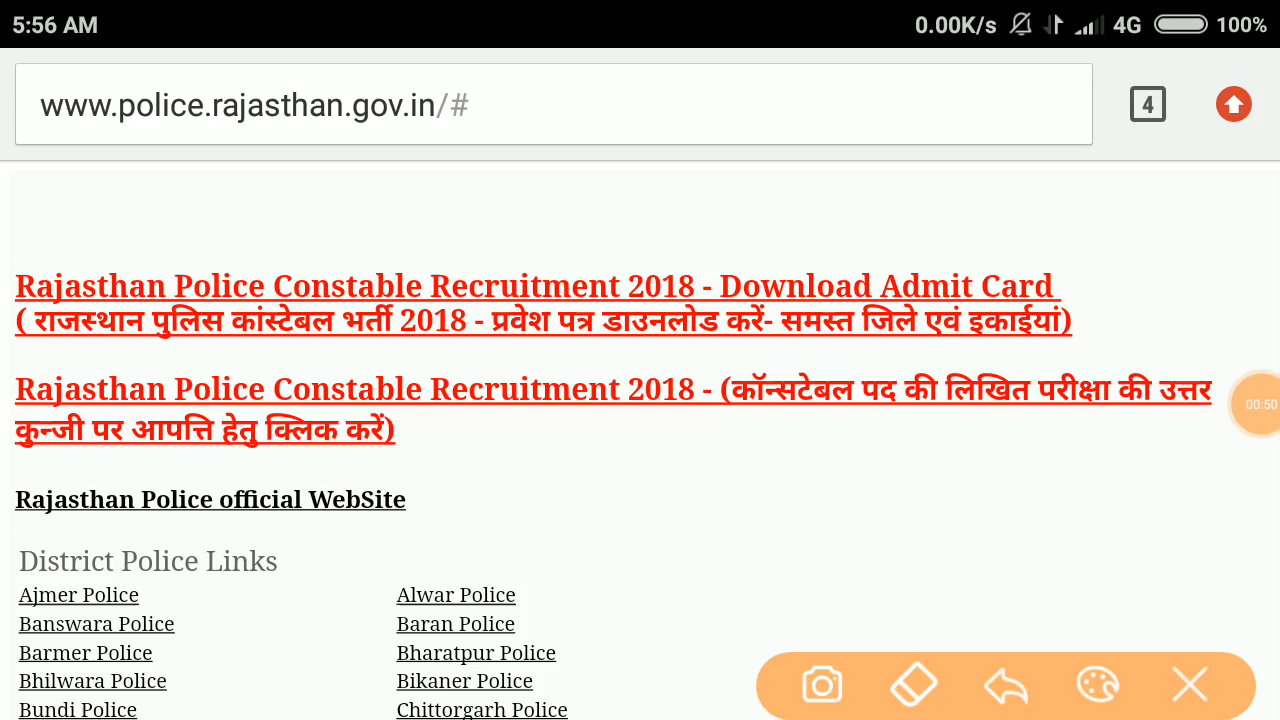 5:56 AM 0.00K/s 4G 100%
www.police.rajasthan.gov.in/# 4
Rajasthan Police Constable Recruitment 2018 - Download Admit Card
( राजस्थान पुलिस कांस्टेबल भर्ती 2018 - प्रवेश पत्र डाउनलोड करें- समस्त जिले एवं इकाईयां)
Rajasthan Police Constable Recruitment 2018 - (कॉन्सटेबल पद की लिखित परीक्षा की उत्तर
कुन्जी पर आपत्ति हेतु क्लिक करें)
00:50
Rajasthan Police official WebSite
District Police Links
Ajmer Police Alwar Police
Banswara Police Baran Police
Barmer Police Bharatpur Police
Bhilwara Police Bikaner Police
Bundi Police Chittorgarh Police